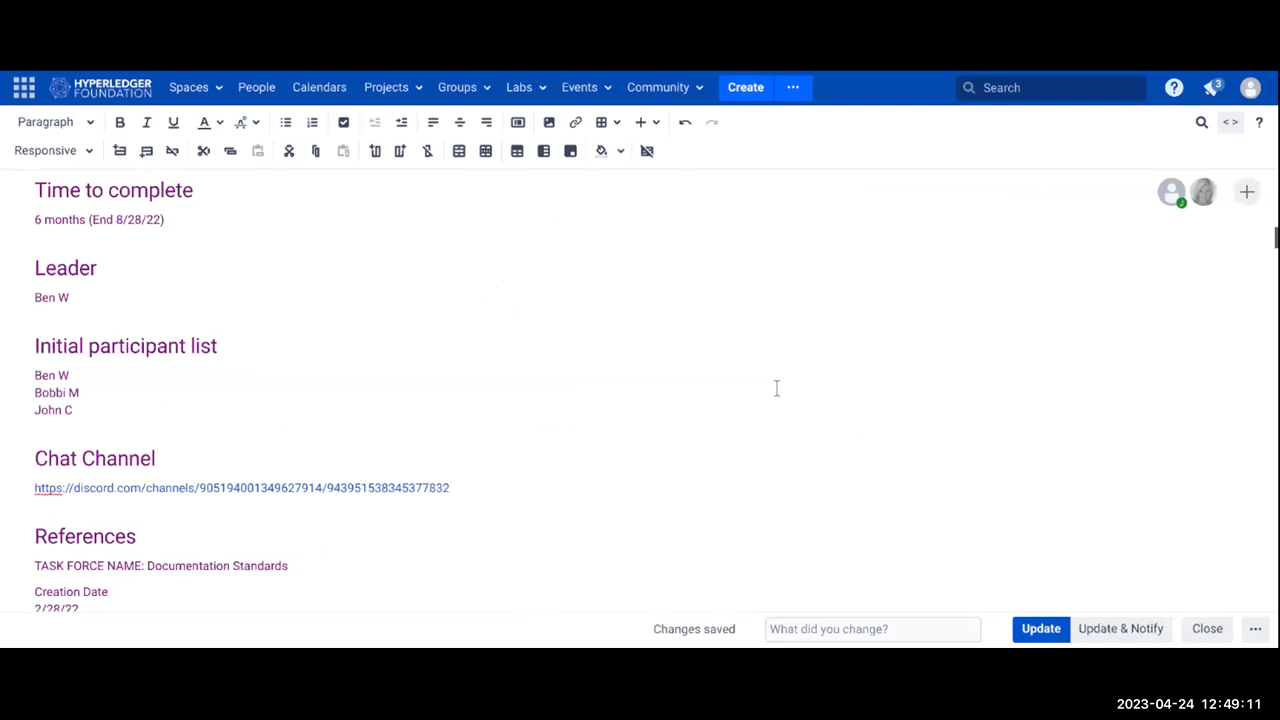 HYPERLEDGER
FOUNDATION
Spaces
People
Calendars
Projects
Groups
Labs
Events
Community
Create
Search
3
Paragraph
B
I
U
A
Responsive
Time to complete
6 months (End 8/28/22)
J
Leader
Ben W
Initial participant list
Ben W
Bobbi M
John C
Chat Channel
https://discord.com/channels/905194001349627914/943951538345377832
References
TASK FORCE NAME: Documentation Standards
Creation Date
2/28/22
Changes saved
What did you change?
Update
Update & Notify
Close
2023-04-24 12:49:11